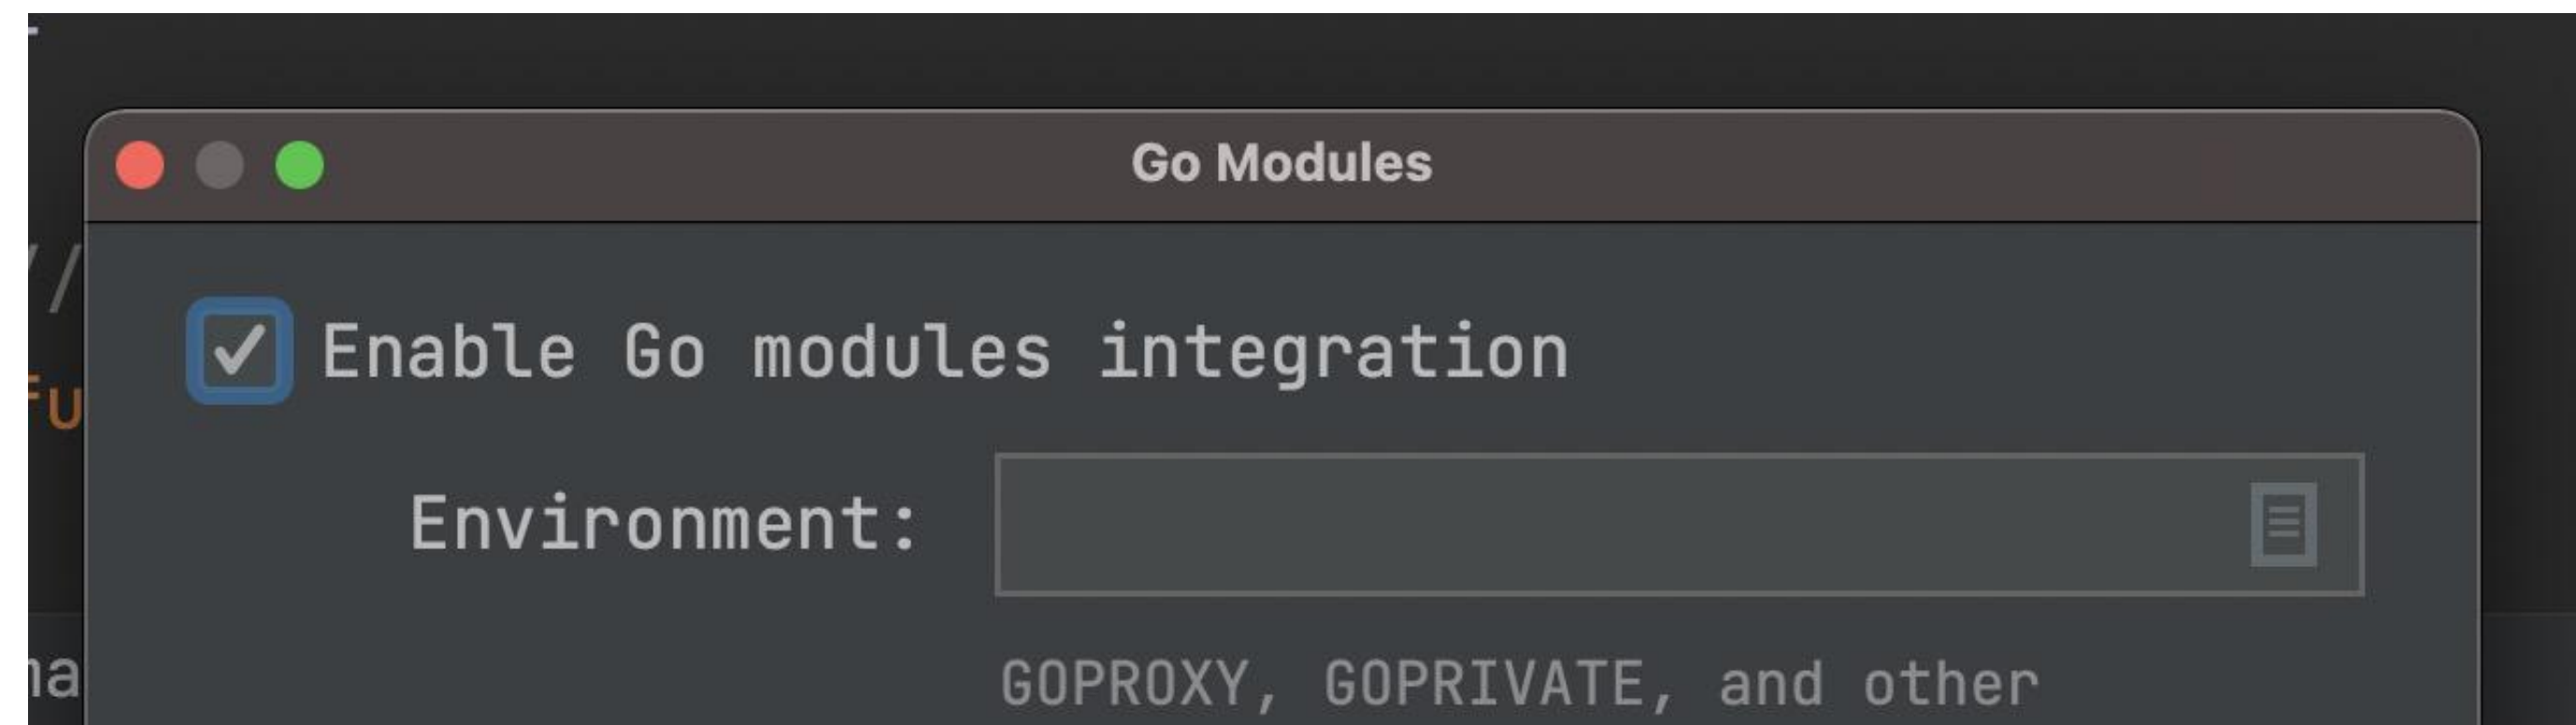 Go Modules
Enable Go modules integration
Environment:
GOPROXY, GOPRIVATE, and other